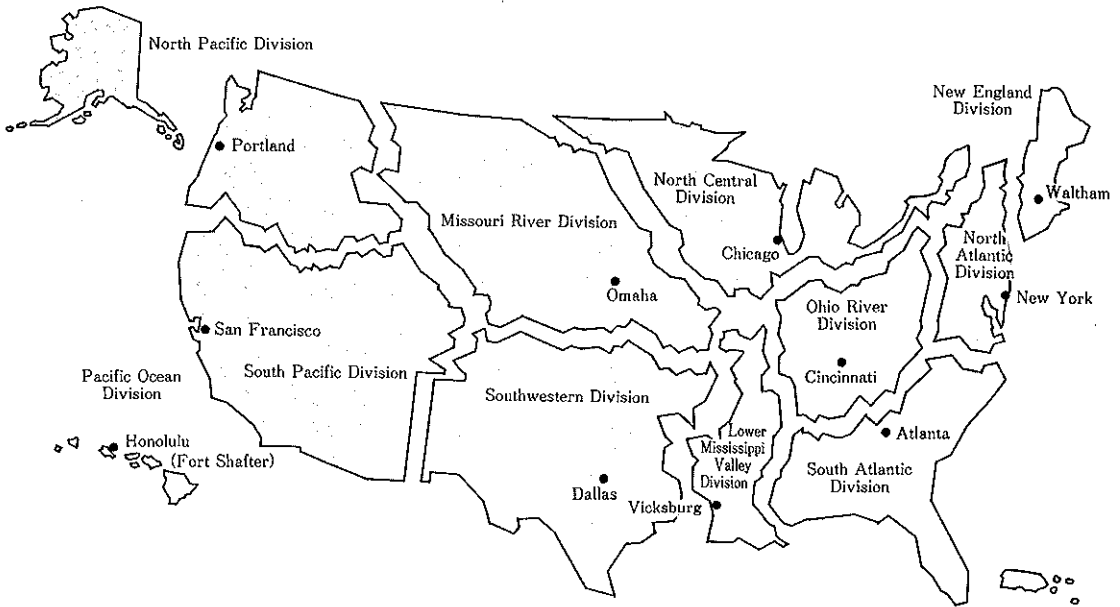 North Pacific Division
Portland
Missouri River Division
Omaha
North Central
Division
Chicago
New England
Division
Waltham
North
Atlantic
Division
New York
Ohio River
Division
Cincinnati
San Francisco
South Pacific Division
Pacific Ocean
Division
Honolulu
(Fort Shafter)
Southwestern Division
Dallas
Lower
Mississippi
Valley
Division
Vicksburg
Atlanta
South Atlantic
Division